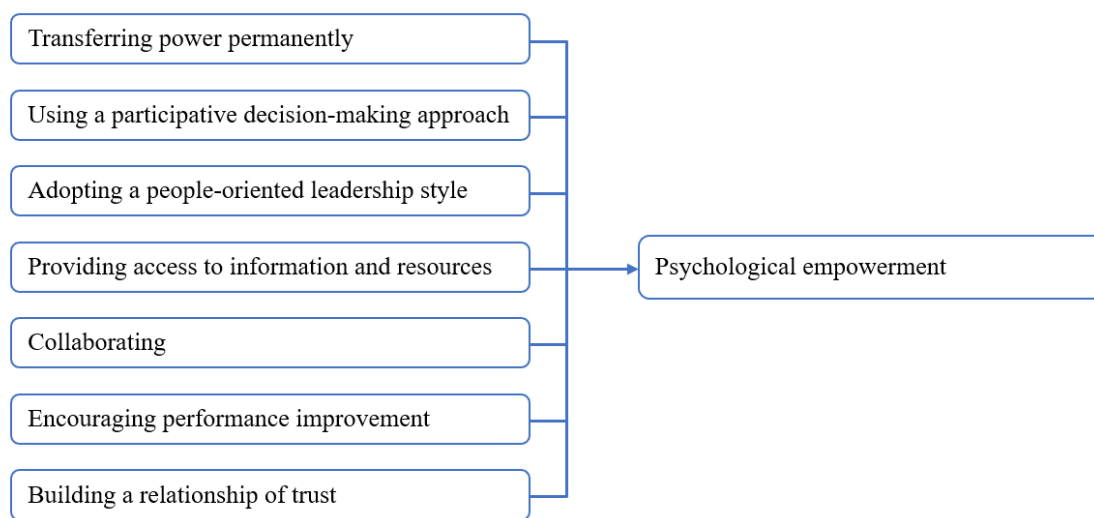 Transferring power permanently
Using a participative decision-making approach
Adopting a people-oriented leadership style
Providing access to information and resources
Psychological empowerment
Collaborating
Encouraging performance improvement
Building a relationship of trust